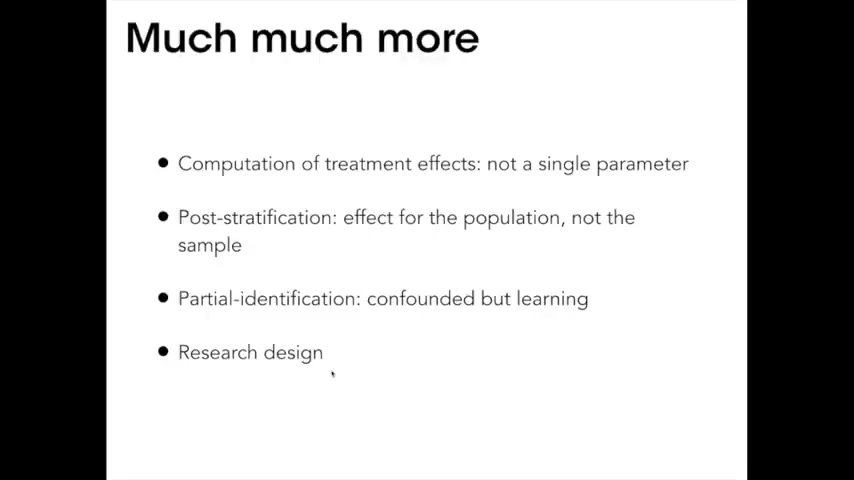 Much much more
• Computation of treatment effects: not a single parameter
• Post-stratification: effect for the population, not the
sample
• Partial-identification: confounded but learning
• Research design